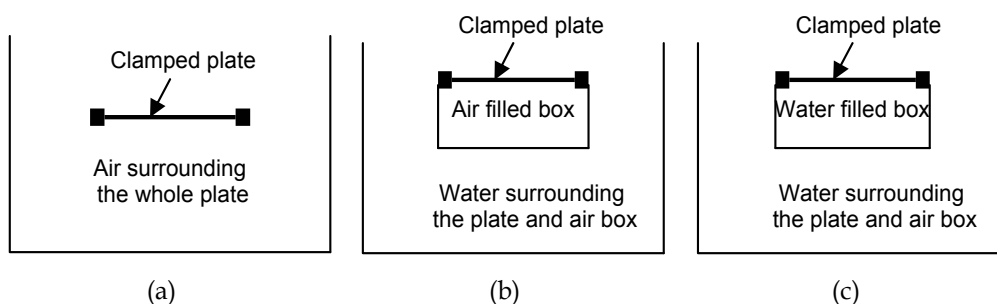 Clamped plate
Air surrounding
the whole plate
(a)
Clamped plate
Air filled box
Water surrounding
the plate and air box
(b)
Clamped plate
Water filled box
Water surrounding
the plate and air box
(c)